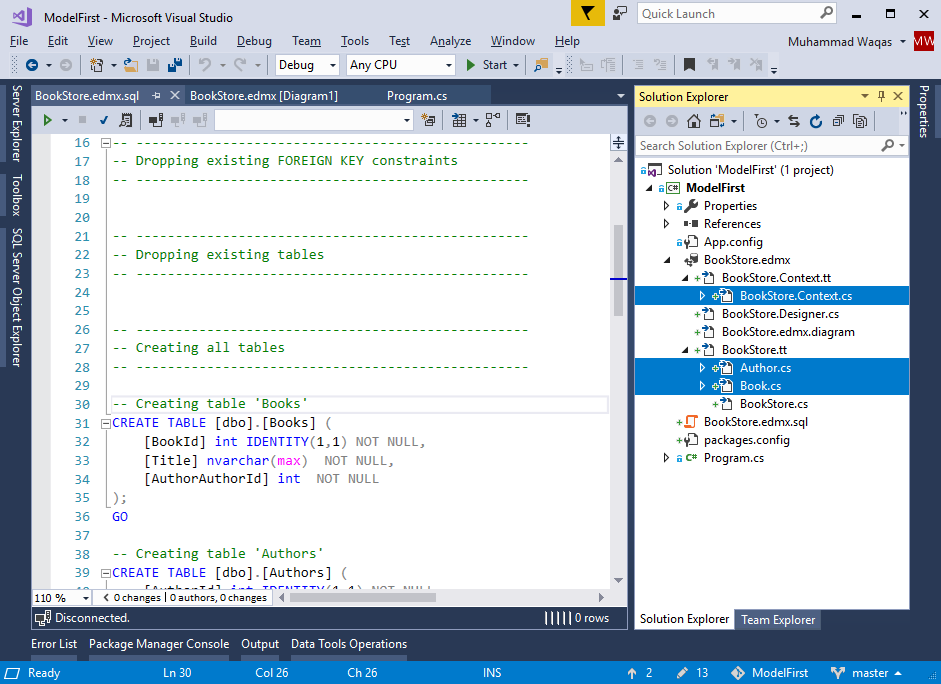 ModelFirst - Microsoft Visual Studio
Quick Launch
File Edit View Project Build Debug Team Tools Test Analyze Window Help
Muhammad Waqas MW
Debug Any CPU Start
Server Explorer
Toolbox
SQL Server Object Explorer
BookStore.edmx.sql BookStore.edmx [Diagram1] Program.cs
16 -- --------------------------------------------------
17 -- Dropping existing FOREIGN KEY constraints
18 -- --------------------------------------------------
19
20
21 -- --------------------------------------------------
22 -- Dropping existing tables
23 -- --------------------------------------------------
24
25
26 -- --------------------------------------------------
27 -- Creating all tables
28 -- --------------------------------------------------
29
30 -- Creating table 'Books'
31 CREATE TABLE [dbo].[Books] (
32 [BookId] int IDENTITY(1,1) NOT NULL,
33 [Title] nvarchar(max)  NOT NULL,
34 [AuthorAuthorId] int  NOT NULL
35 );
36 GO
37
38 -- Creating table 'Authors'
39 CREATE TABLE [dbo].[Authors] (
[AuthorId] int IDENTITY(1,1) NOT NULL
110 % 0 changes | 0 authors, 0 changes
Disconnected. 0 rows
Solution Explorer
Search Solution Explorer (Ctrl+;)
Solution 'ModelFirst' (1 project)
C# ModelFirst
Properties
References
App.config
BookStore.edmx
BookStore.Context.tt
BookStore.Context.cs
BookStore.Designer.cs
BookStore.edmx.diagram
BookStore.tt
Author.cs
Book.cs
BookStore.cs
BookStore.edmx.sql
packages.config
C# Program.cs
Solution Explorer Team Explorer
Properties
Error List Package Manager Console Output Data Tools Operations
Ready Ln 30 Col 26 Ch 26 INS 2 13 ModelFirst master